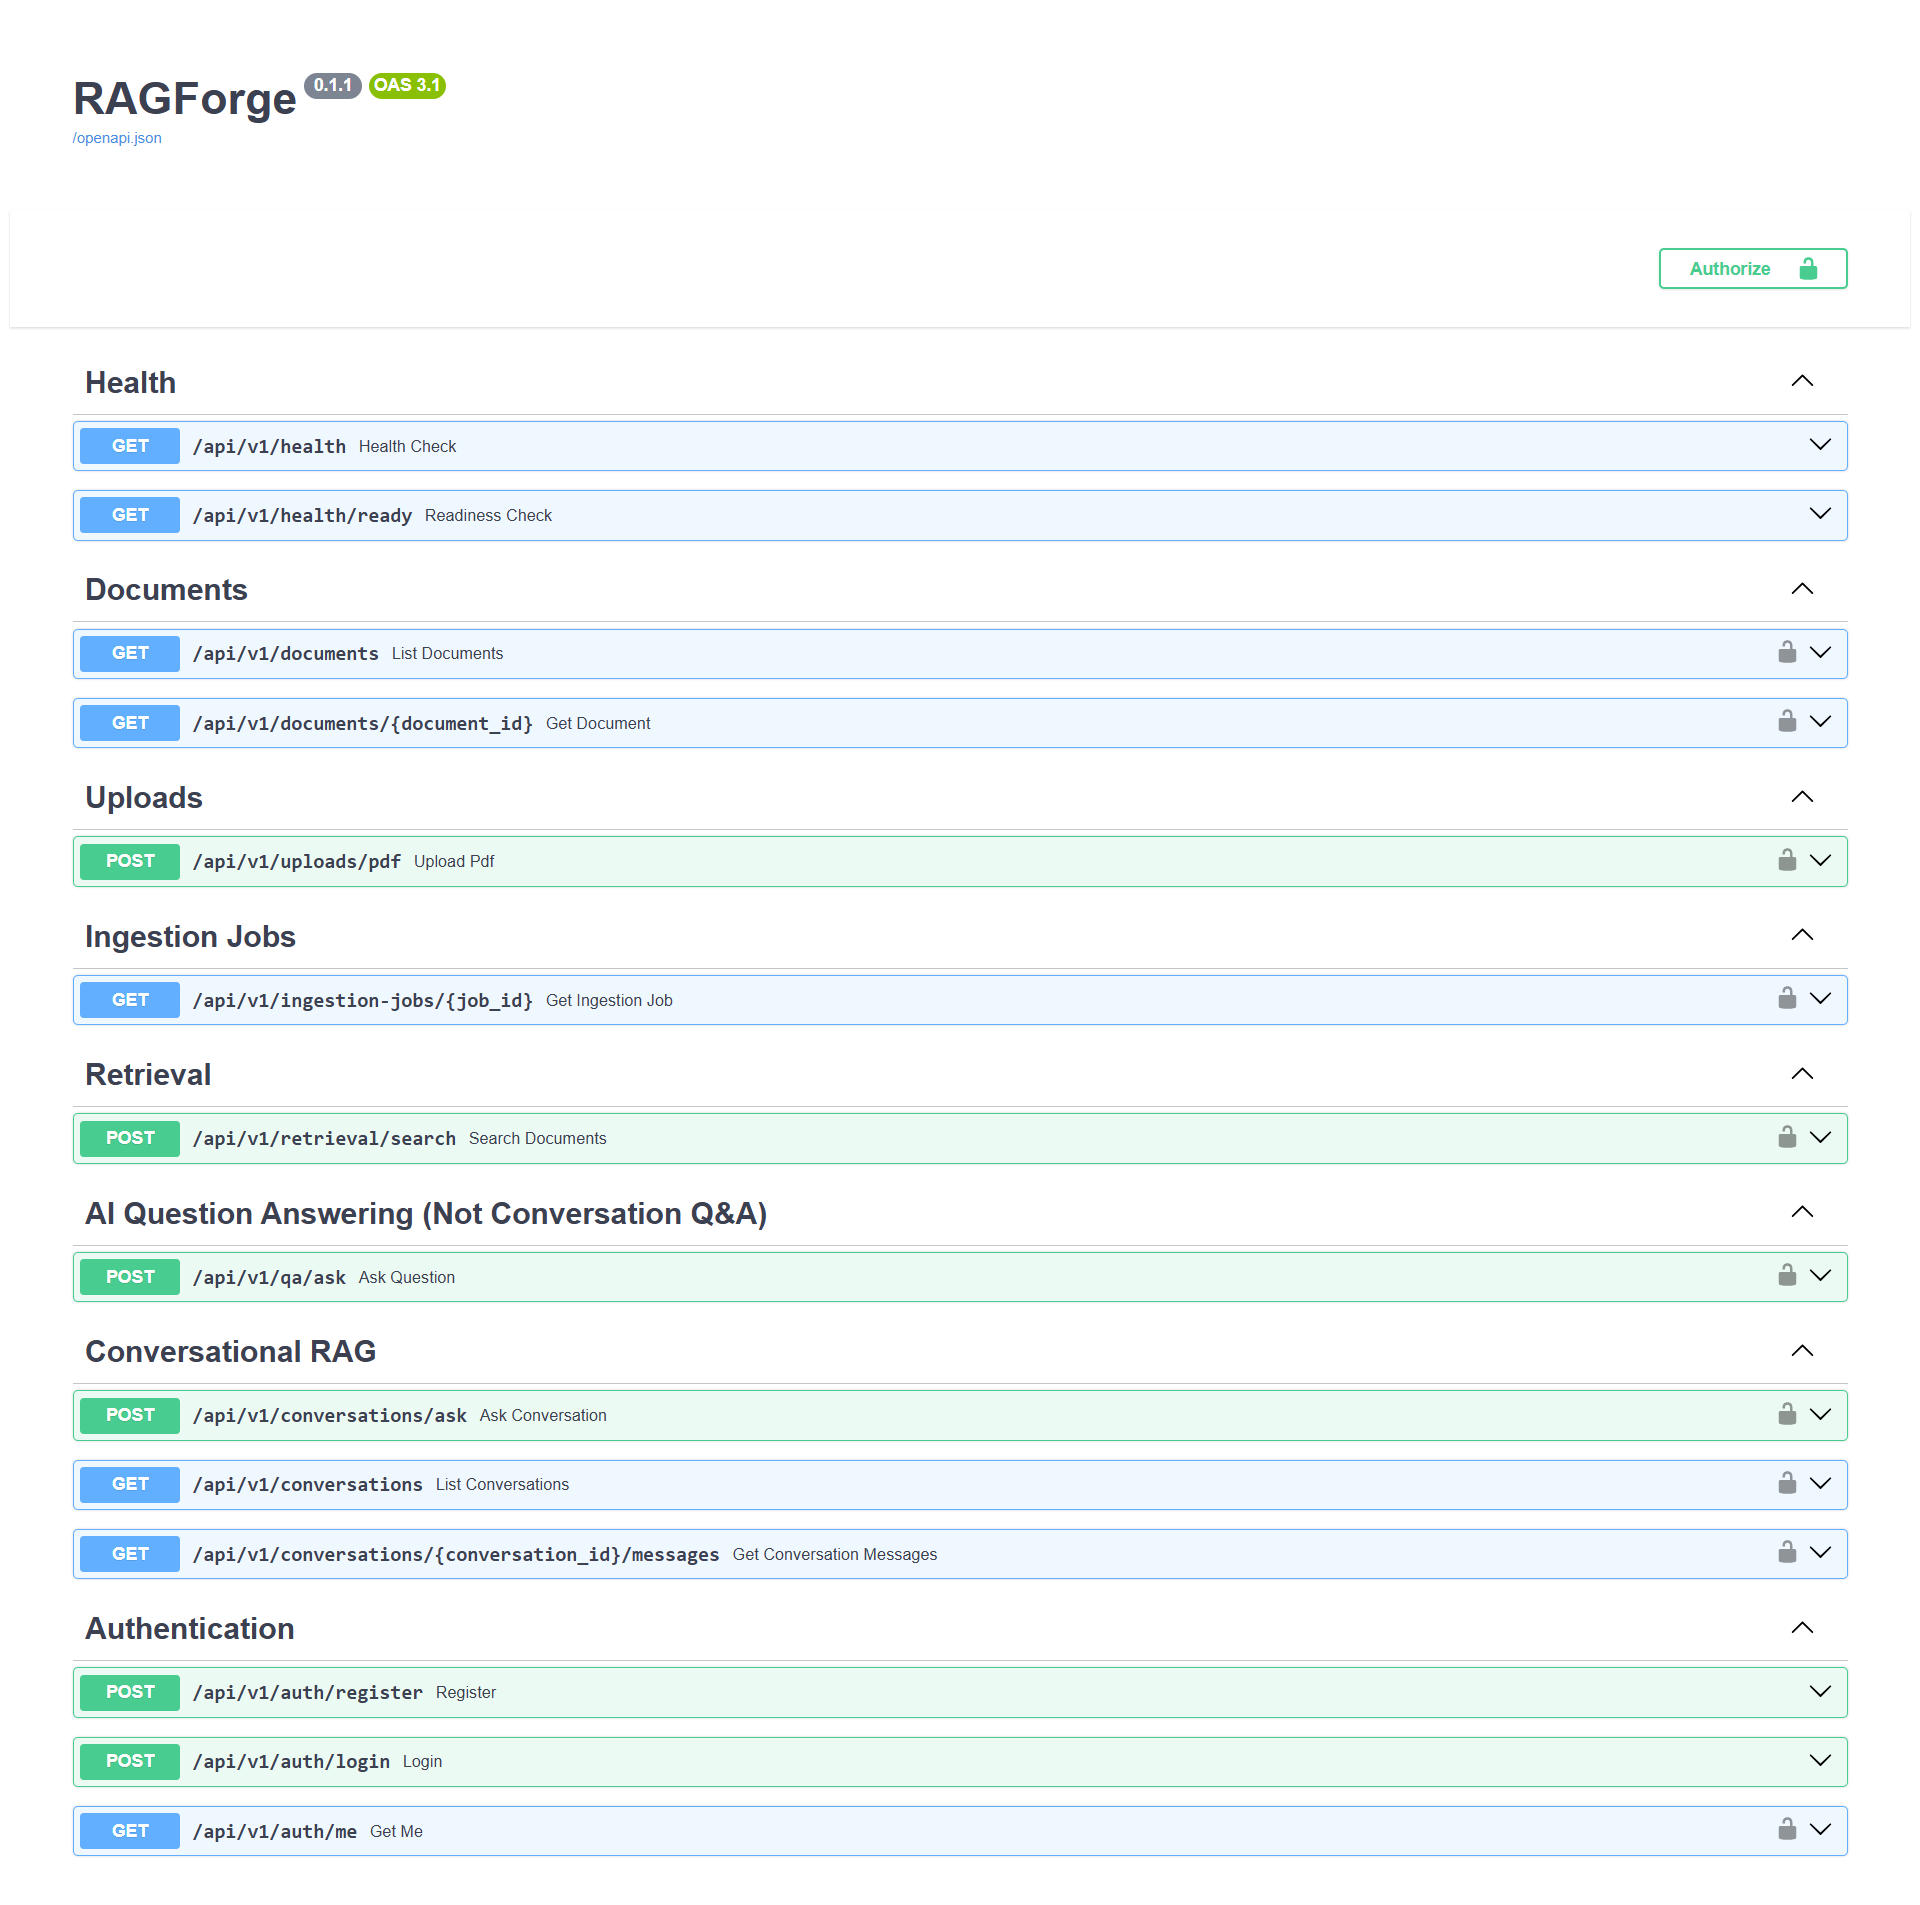 RAGForge 0.1.1 OAS 3.1
/openapi.json
Authorize
Health
GET /api/v1/health Health Check
GET /api/v1/health/ready Readiness Check
Documents
GET /api/v1/documents List Documents
GET /api/v1/documents/{document_id} Get Document
Uploads
POST /api/v1/uploads/pdf Upload Pdf
Ingestion Jobs
GET /api/v1/ingestion-jobs/{job_id} Get Ingestion Job
Retrieval
POST /api/v1/retrieval/search Search Documents
AI Question Answering (Not Conversation Q&A)
POST /api/v1/qa/ask Ask Question
Conversational RAG
POST /api/v1/conversations/ask Ask Conversation
GET /api/v1/conversations List Conversations
GET /api/v1/conversations/{conversation_id}/messages Get Conversation Messages
Authentication
POST /api/v1/auth/register Register
POST /api/v1/auth/login Login
GET /api/v1/auth/me Get Me